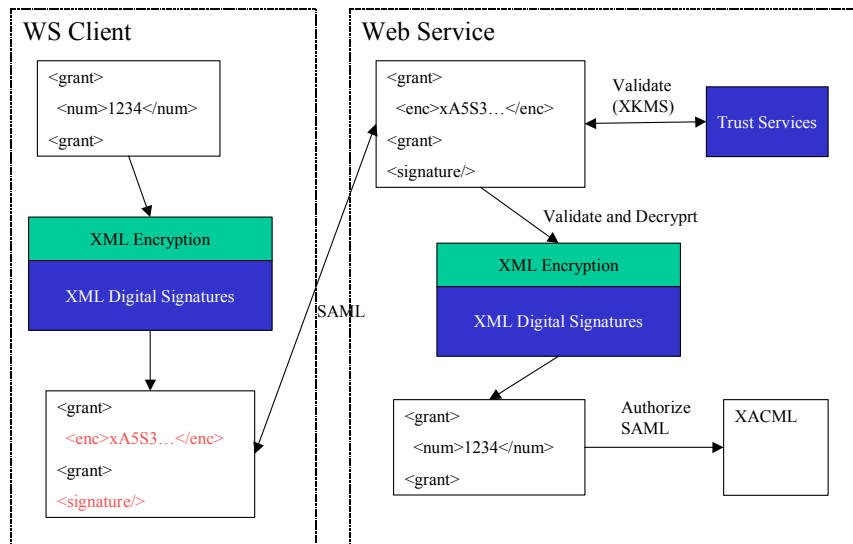 WS Client
<grant>
<num>1234</num>
<grant>
XML Encryption
XML Digital Signatures
<grant>
<enc>xA5S3…</enc>
<grant>
<signature/>
SAML
Web Service
<grant>
<enc>xA5S3…</enc>
<grant>
<signature/>
Validate
(XKMS)
Trust Services
Validate and Decryprt
XML Encryption
XML Digital Signatures
<grant>
<num>1234</num>
<grant>
Authorize
SAML
XACML